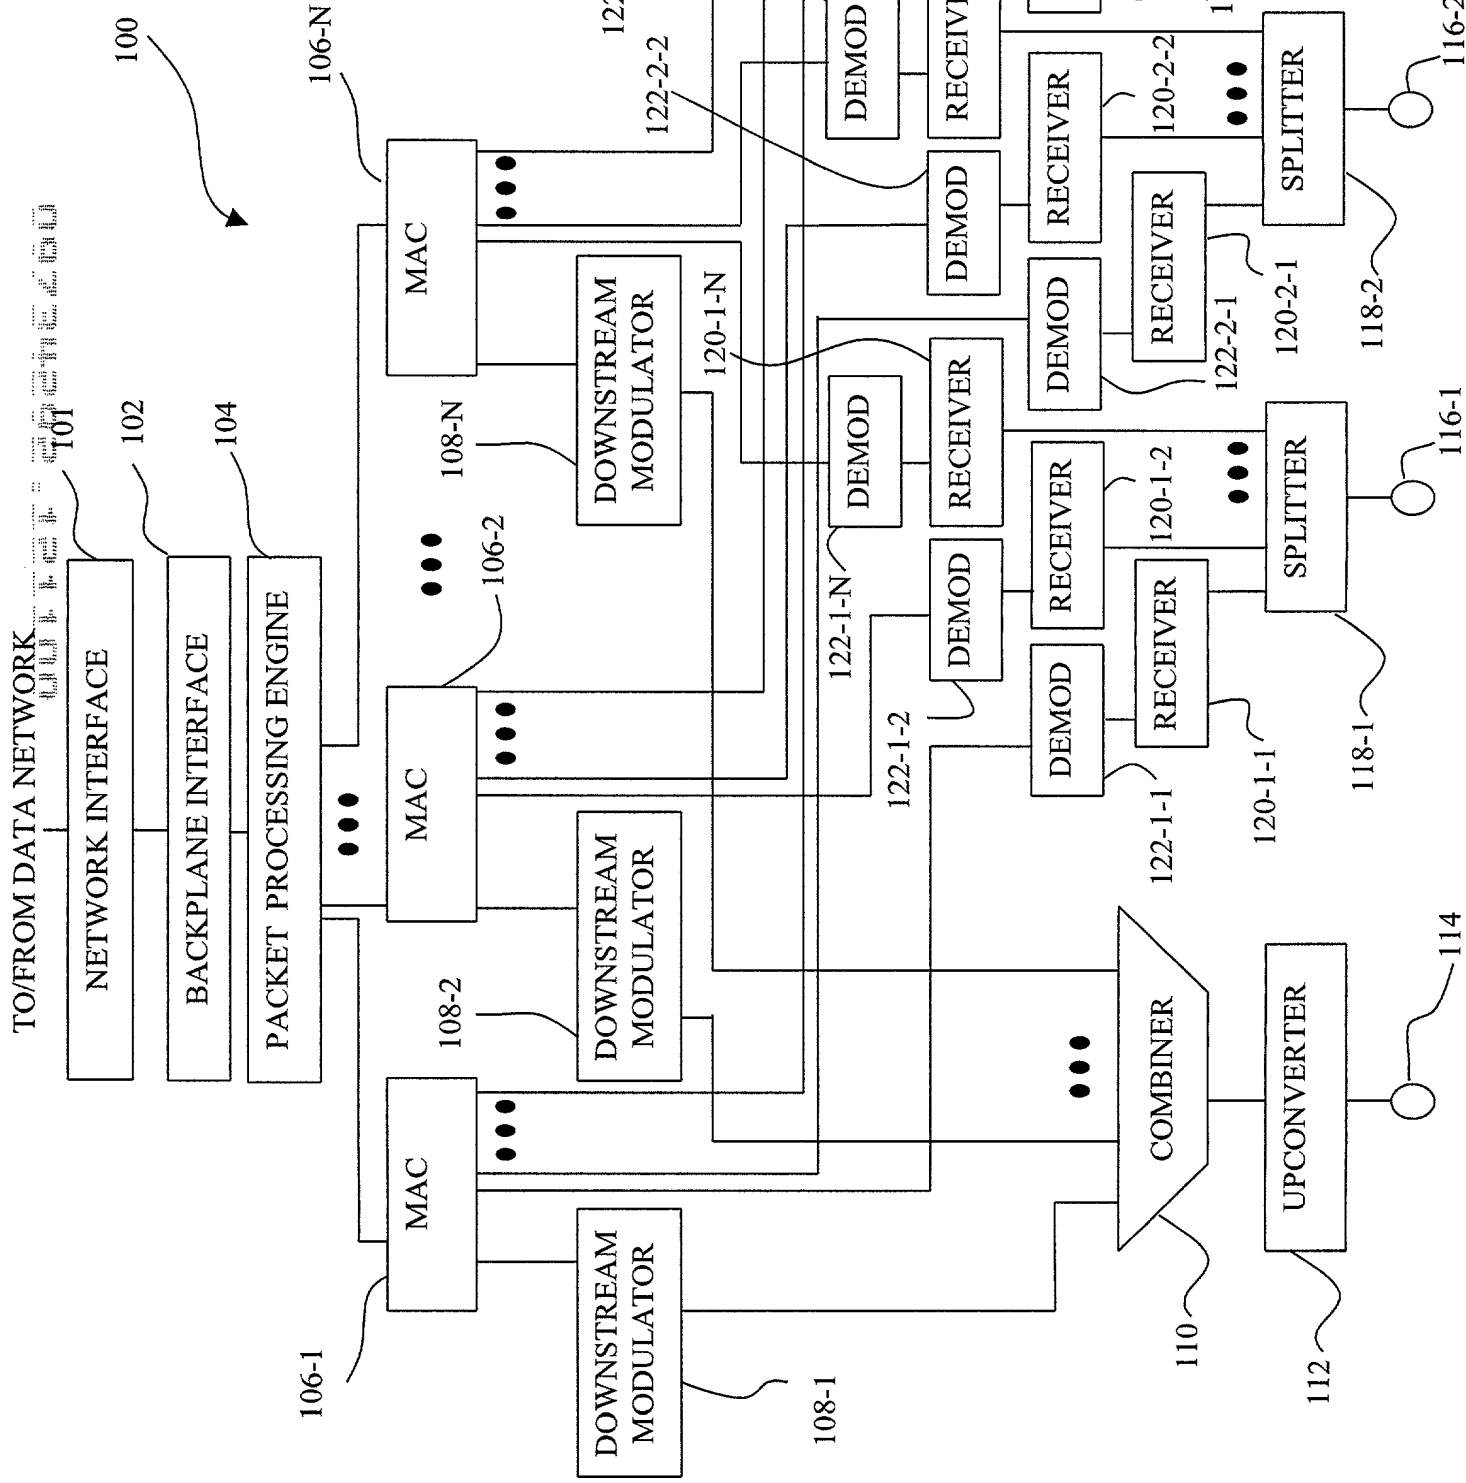 TO/FROM DATA NETWORK
101
NETWORK INTERFACE
102
BACKPLANE INTERFACE
104
PACKET PROCESSING ENGINE
100
106-1
MAC
106-2
MAC
106-N
MAC
108-1
DOWNSTREAM
MODULATOR
108-2
DOWNSTREAM
MODULATOR
108-N
DOWNSTREAM
MODULATOR
110
COMBINER
112
UPCONVERTER
114
122-1-1
DEMOD
120-1-1
RECEIVER
122-1-2
DEMOD
120-1-2
RECEIVER
122-1-N
DEMOD
120-1-N
RECEIVER
118-1
SPLITTER
116-1
122-2-1
DEMOD
120-2-1
RECEIVER
122-2-2
DEMOD
120-2-2
RECEIVER
122
DEMOD
RECEIV
118-2
SPLITTER
116-2